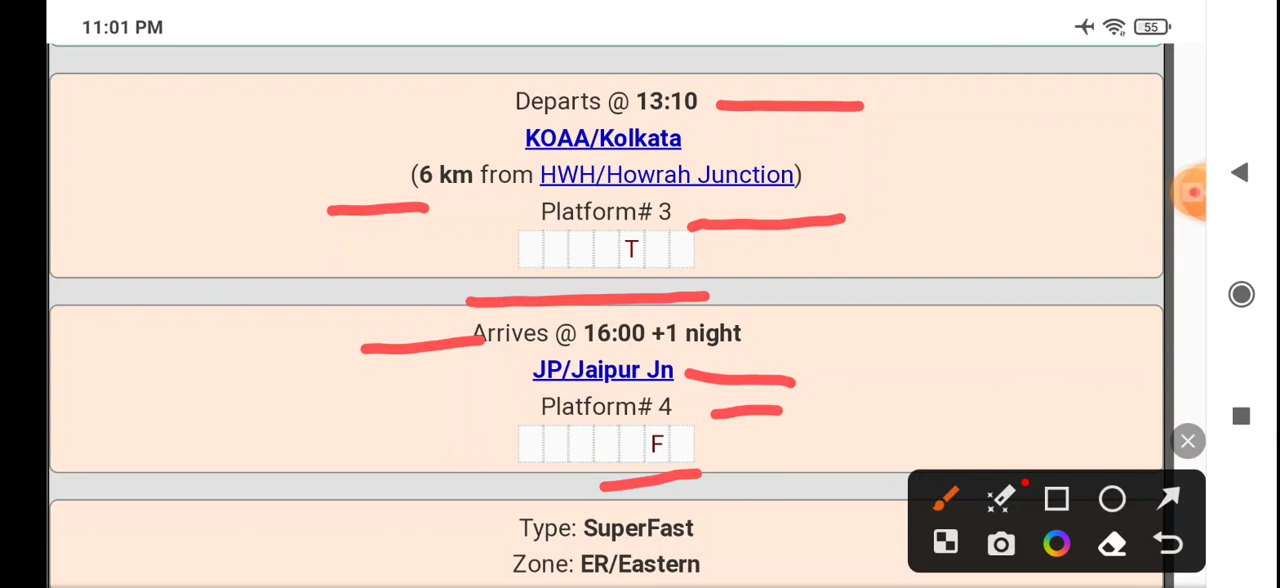 11:01 PM
55
Departs @ 13:10
KOAA/Kolkata
(6 km from HWH/Howrah Junction)
Platform# 3
T
Arrives @ 16:00 +1 night
JP/Jaipur Jn
Platform# 4
F
Type: SuperFast
Zone: ER/Eastern